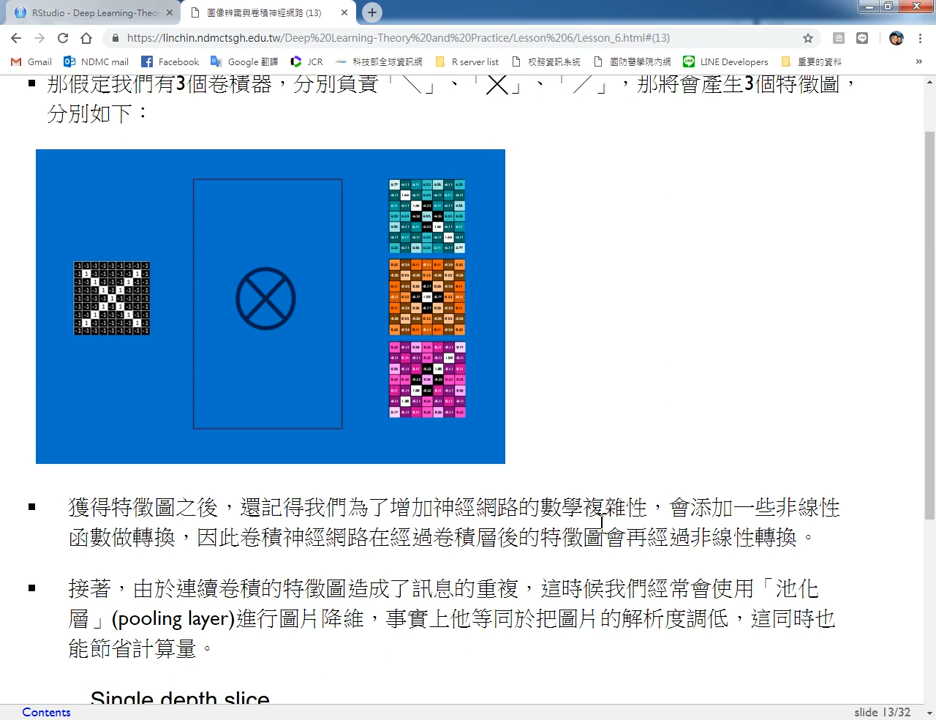 RStudio - Deep Learning-The
圖像辨識與卷積神經網路 (13)
https://linchin.ndmctsgh.edu.tw/Deep%20Learning-Theory%20and%20Practice/Lesson%206/Lesson_6.html#(13)
Gmail NDMC mail Facebook Google 翻譯 JCR 科技部全球資訊網 R server list 校務資訊系統 國防醫學院內網 LINE Developers 重要的資料
那假定我們有3個卷積器，分別負責「＼」、「╳」、「／」，那將會產生3個特徵圖，
分別如下：
獲得特徵圖之後，還記得我們為了增加神經網路的數學複雜性，會添加一些非線性
函數做轉換，因此卷積神經網路在經過卷積層後的特徵圖會再經過非線性轉換。
接著，由於連續卷積的特徵圖造成了訊息的重複，這時候我們經常會使用「池化
層」(pooling layer)進行圖片降維，事實上他等同於把圖片的解析度調低，這同時也
能節省計算量。
Single depth slice
Contents
slide 13/32